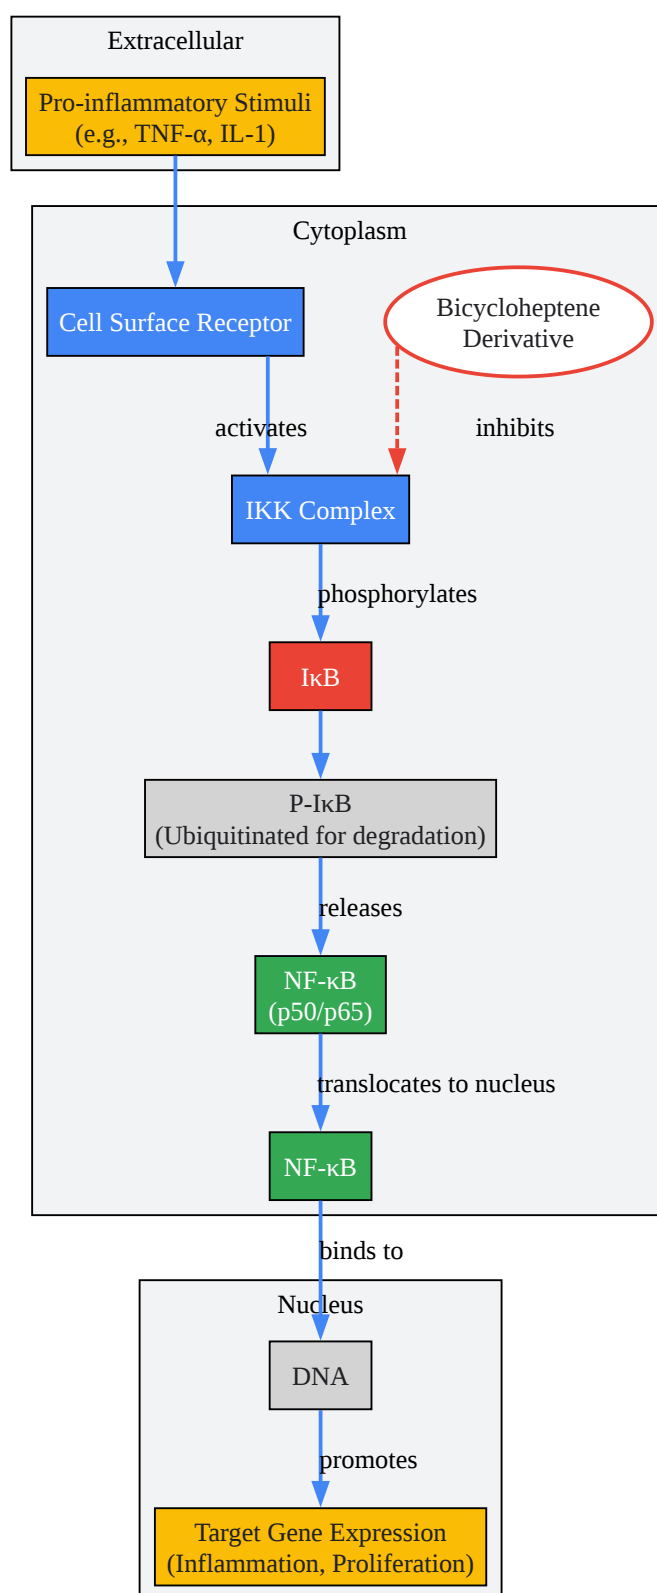 Extracellular
Pro-inflammatory Stimuli
(e.g., TNF-α, IL-1)
Cytoplasm
Cell Surface Receptor
Bicycloheptene
Derivative
activates
inhibits
IKK Complex
phosphorylates
IκB
P-IκB
(Ubiquitinated for degradation)
releases
NF-κB
(p50/p65)
translocates to nucleus
NF-κB
binds to
Nucleus
DNA
promotes
Target Gene Expression
(Inflammation, Proliferation)